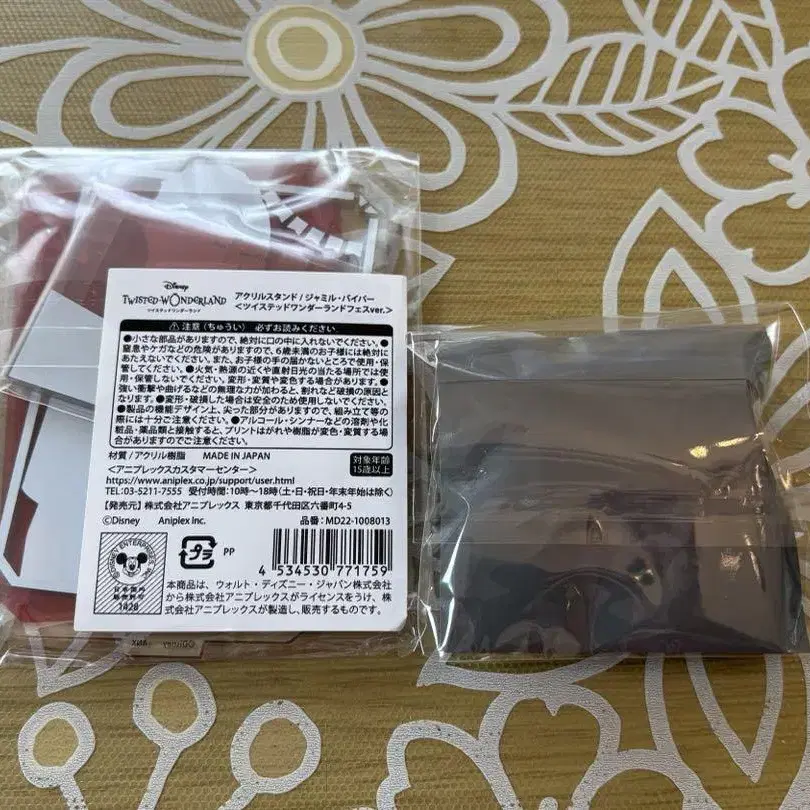 Disney
TWISTED-WONDERLAND
ツイステッドワンダーランド
アクリルスタンド / ジャミル・バイパー
<ツイステッドワンダーランドフェスver.>
注意（ちゅうい） 必ずお読みください
●小さな部品がありますので、絶対に口の中に入れないでください。●
窒息やケガなどの危険がありますので、6歳未満のお子様には絶対に
あたえないでください。また、お子様の手の届かないところで使用・保
管してください。●火気・熱源の近くや直射日光の当たる場所では使
用・保管しないでください。変形・変質や変色する場合があります。●
強い衝撃や曲げるなどの無理な力が加わると、割れなど破損の原因と
なります。●変形・破損した場合は安全のため使用しないでください。
●製品の機能デザイン上、尖った部分がありますので、組み立て等の
際には十分ご注意ください。●アルコール・シンナーなどの溶剤や化
粧品・薬品類と接触すると、プリントはがれや樹脂が変色・変質する場
合がありますのでご注意ください。
材質 / アクリル樹脂 MADE IN JAPAN
対象年齢
15歳以上
<アニプレックスカスタマーセンター>
https://www.aniplex.co.jp/support/user.html
TEL:03-5211-7555 受付時間:10時〜18時(土・日・祝日・年末年始は除く)
【発売元】株式会社アニプレックス 東京都千代田区六番町4-5
©Disney Aniplex Inc. 品番：MD22-1008013
プラ
PP
4 534530 771759
日本国内
販売許可
1428
本商品は、ウォルト・ディズニー・ジャパン株式会社
から株式会社アニプレックスがライセンスをうけ、株
式会社アニプレックスが製造し、販売するものです。